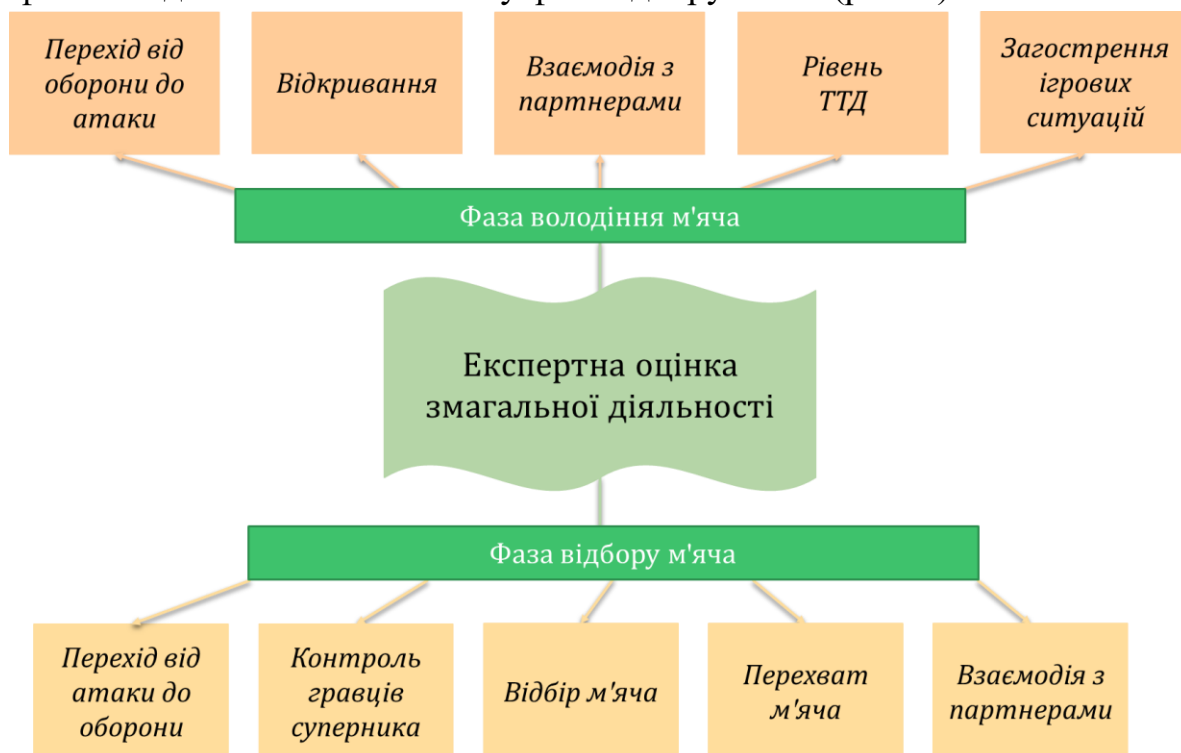 Перехід від
оборони до
атаки
Відкривання
Взаємодія з
партнерами
Рівень
ТТД
Загострення
ігрових
ситуацій
Фаза володіння м'яча
Експертна оцінка
змагальної діяльності
Фаза відбору м'яча
Перехід від
атаки до
оборони
Контроль
гравців
суперника
Відбір м'яча
Перехват
м'яча
Взаємодія з
партнерами